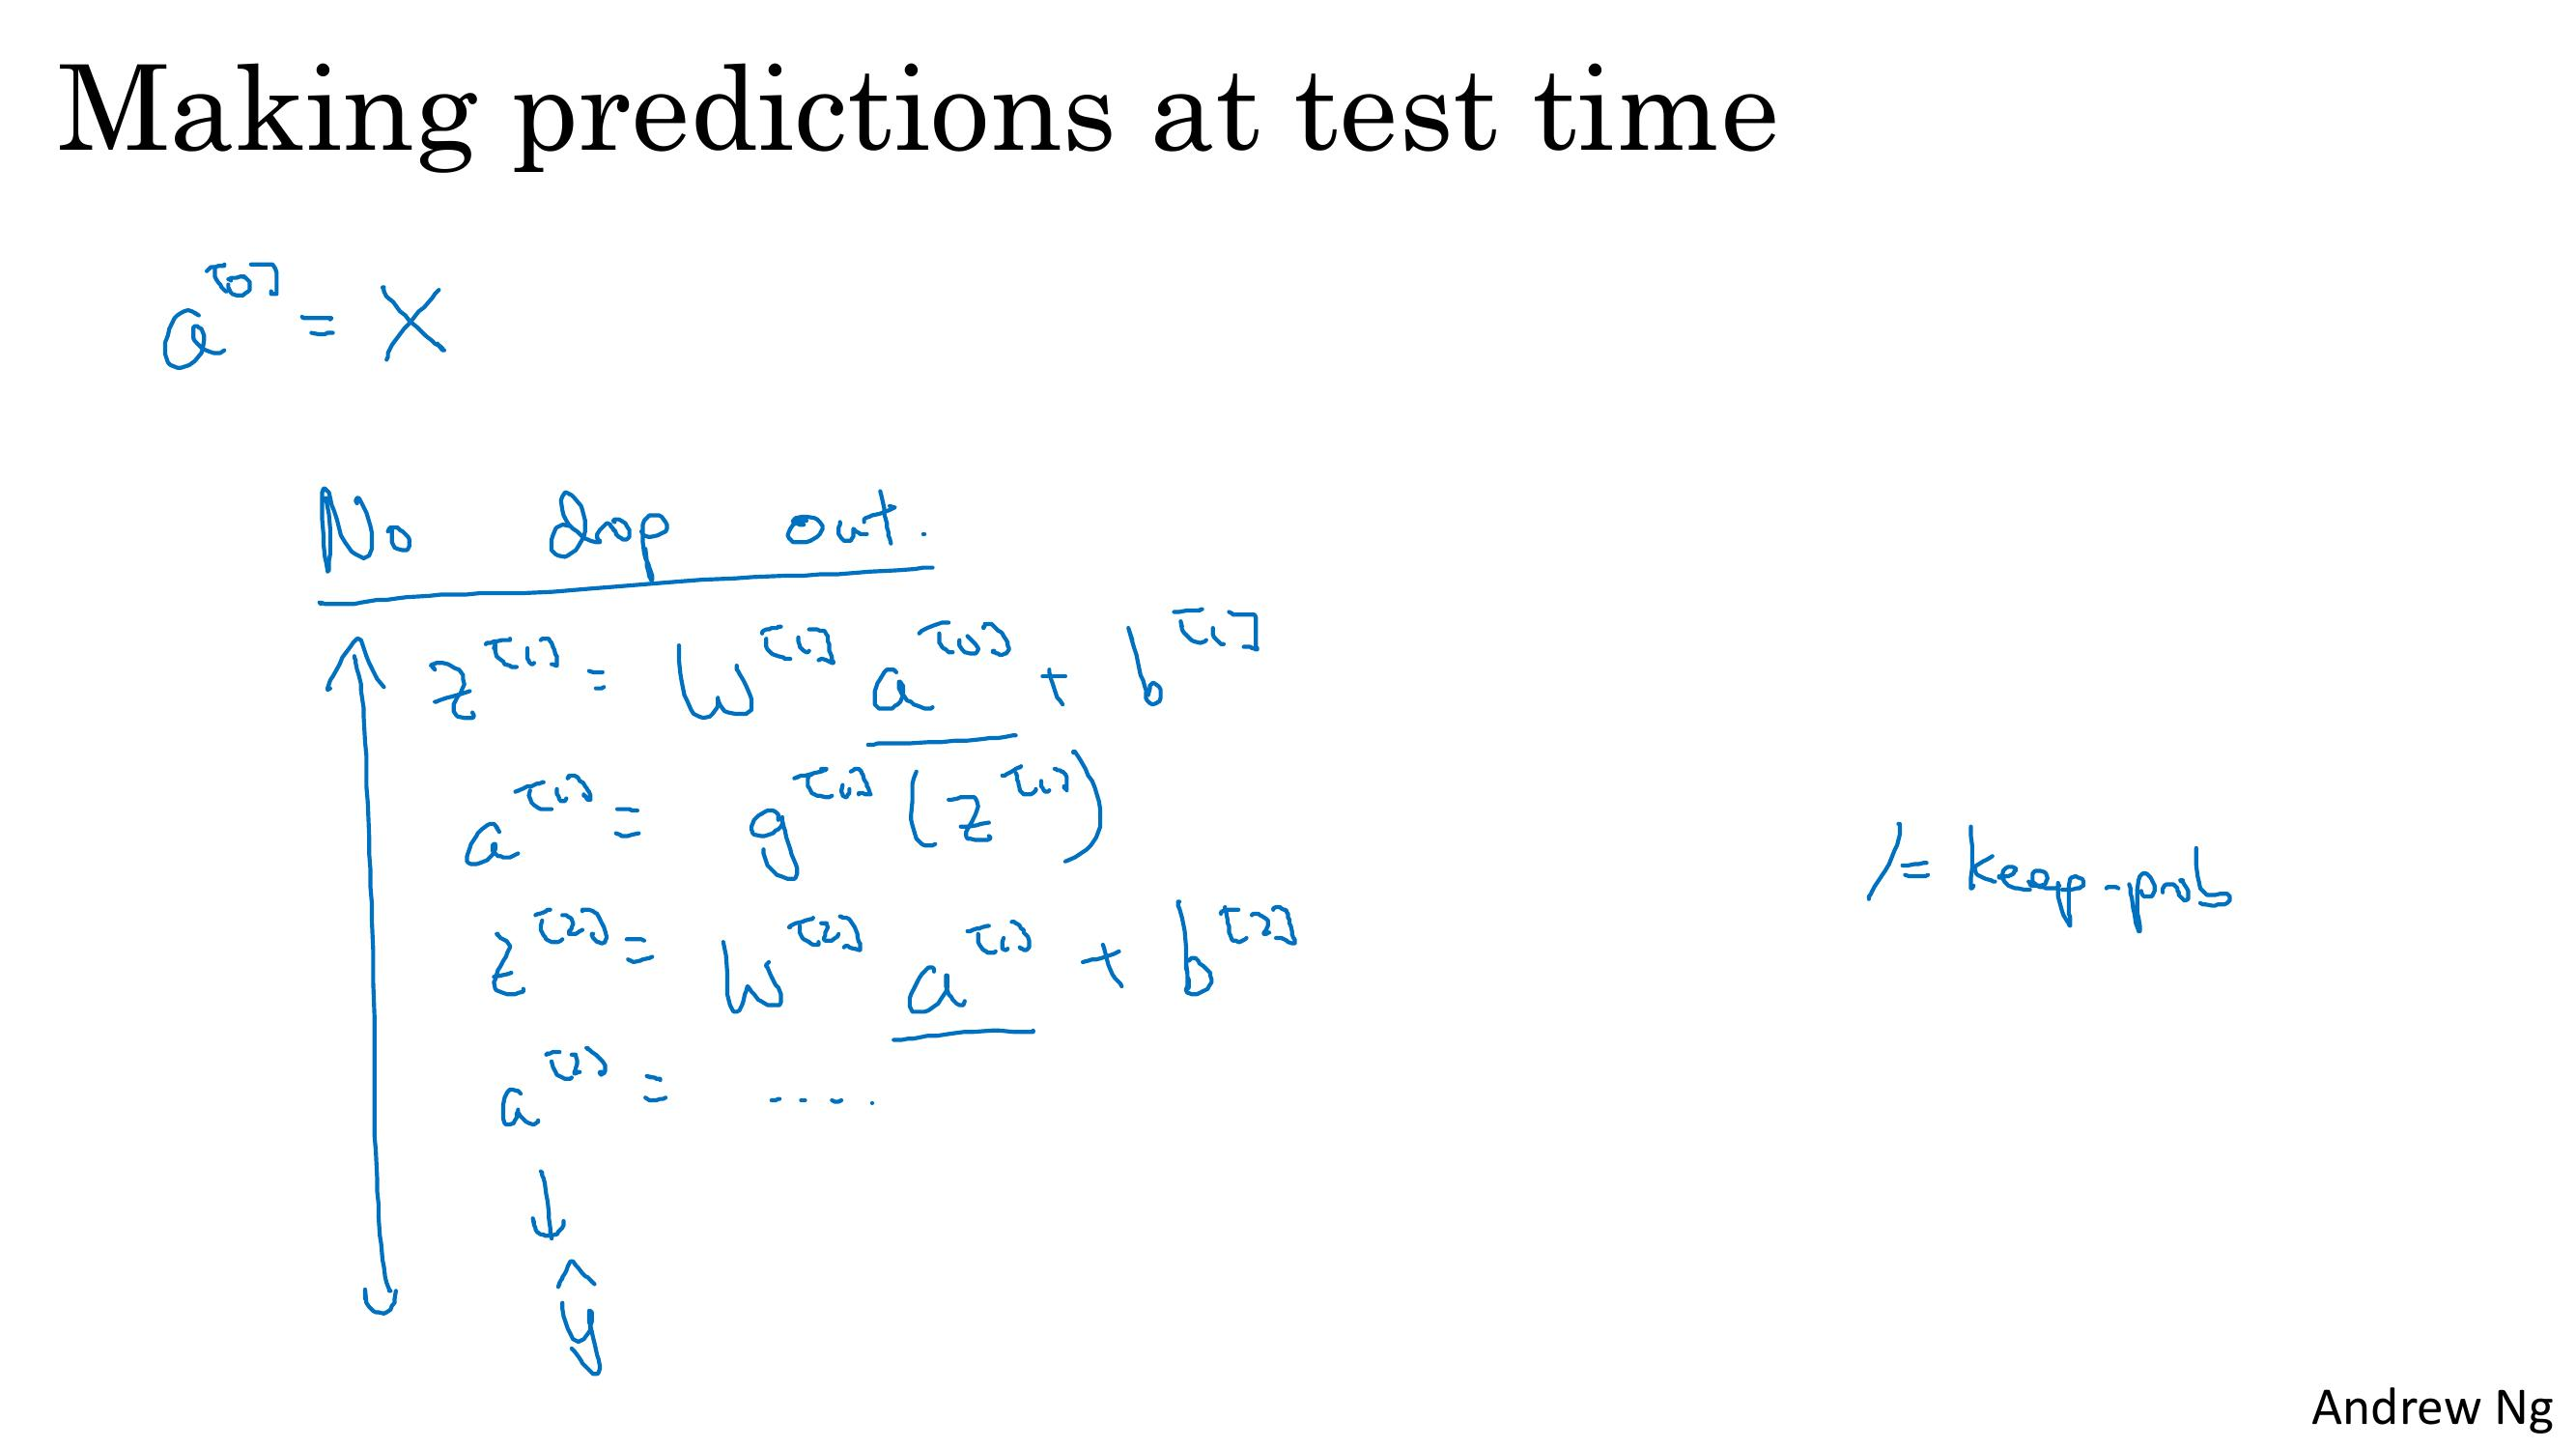 Making predictions at test time
a^[0] = X
No drop out.
z^[1] = W^[1] a^[0] + b^[1]
a^[1] = g^[1] (z^[1])
z^[2] = W^[2] a^[1] + b^[2]
a^[2] = ....
↓
ŷ
/= keep-prob
Andrew Ng